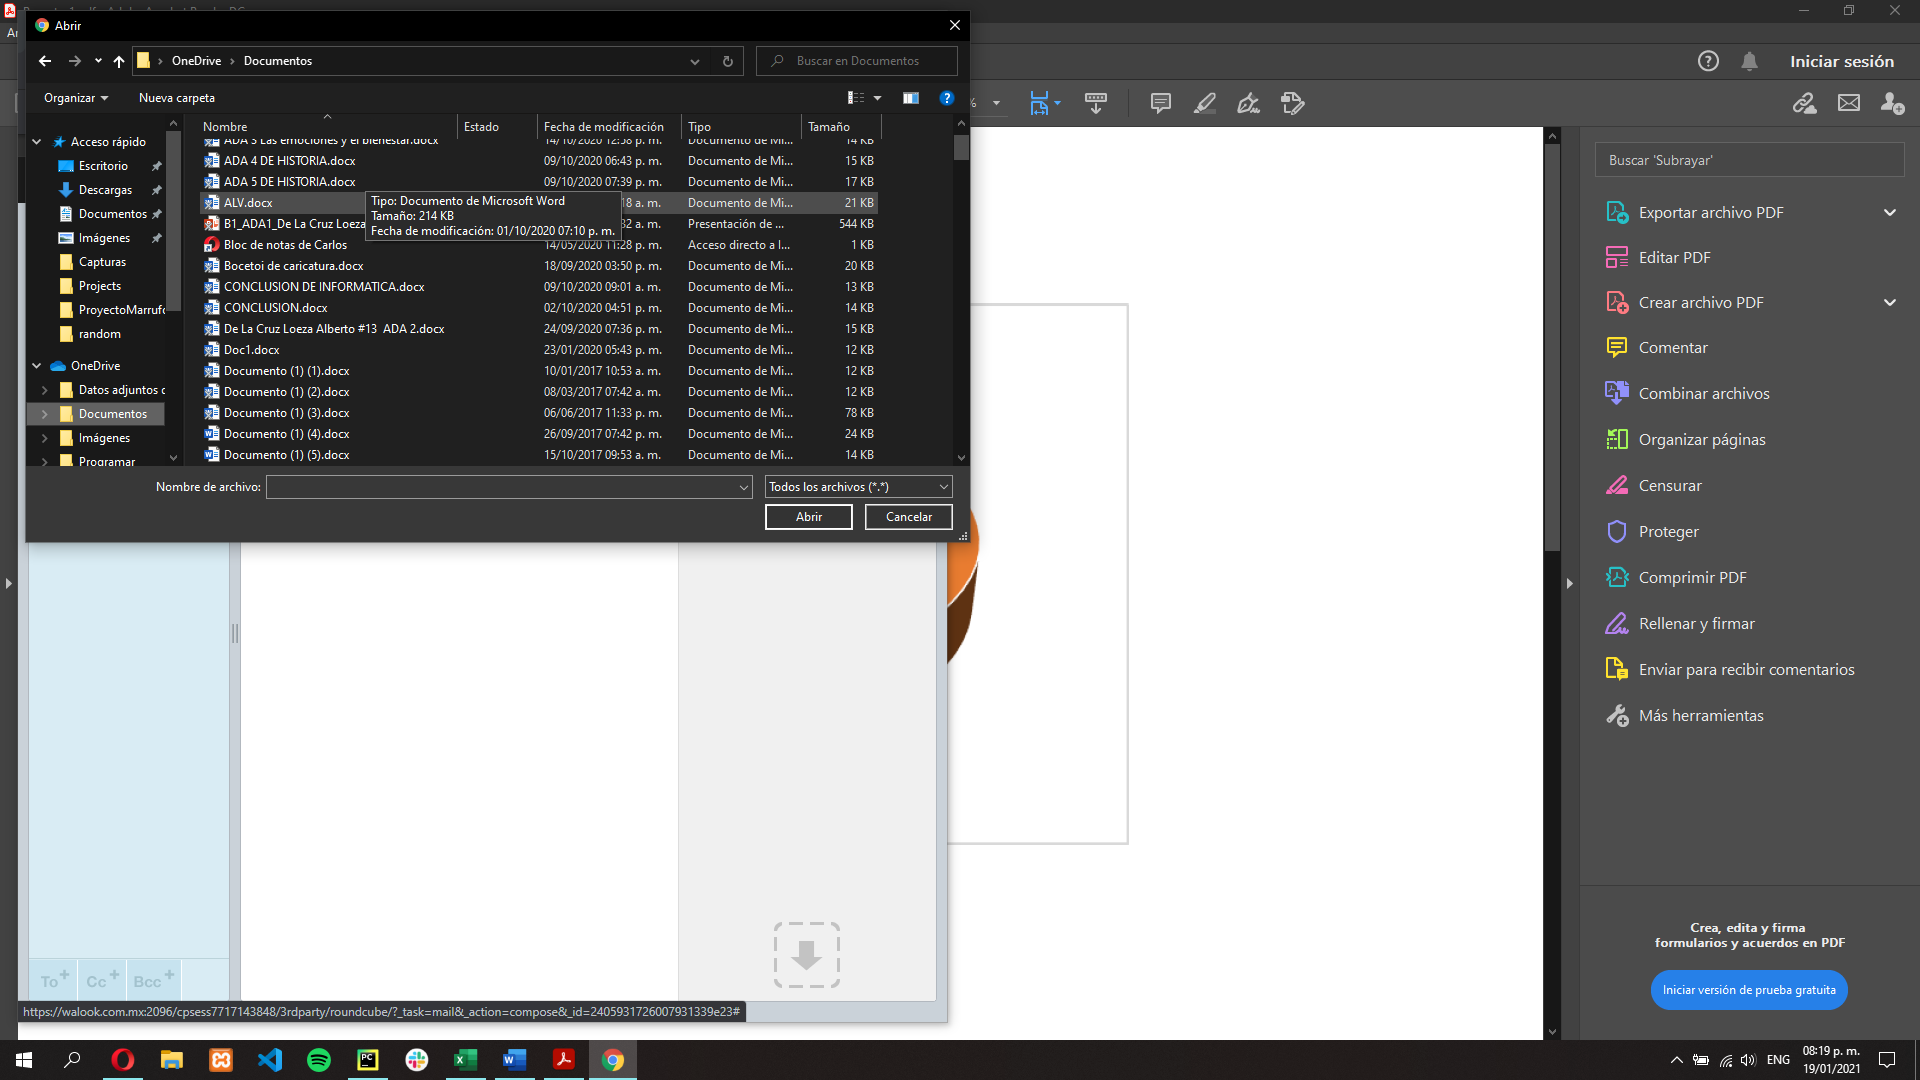 Abrir
OneDrive > Documentos
Buscar en Documentos
Organizar
Nueva carpeta
Acceso rápido
Escritorio
Descargas
Documentos
Imágenes
Capturas
Projects
ProyectoMarrufo
random
OneDrive
Datos adjuntos
Documentos
Imágenes
Programar
Nombre Estado Fecha de modificación Tipo Tamaño
ADA 3 Las emociones y el bienestar.docx 14/10/2020 12:58 p. m. Documento de Mi... 14 KB
ADA 4 DE HISTORIA.docx 09/10/2020 06:43 p. m. Documento de Mi... 15 KB
ADA 5 DE HISTORIA.docx 09/10/2020 07:39 p. m. Documento de Mi... 17 KB
ALV.docx 18 a. m. Documento de Mi... 21 KB
B1_ADA1_De La Cruz Loeza 32 a. m. Presentación de ... 544 KB
Tipo: Documento de Microsoft Word
Tamaño: 214 KB
Fecha de modificación: 01/10/2020 07:10 p. m.
Bloc de notas de Carlos 14/05/2020 11:28 p. m. Acceso directo a I... 1 KB
Bocetoi de caricatura.docx 18/09/2020 03:50 p. m. Documento de Mi... 20 KB
CONCLUSION DE INFORMATICA.docx 09/10/2020 09:01 a. m. Documento de Mi... 13 KB
CONCLUSION.docx 02/10/2020 04:51 p. m. Documento de Mi... 14 KB
De La Cruz Loeza Alberto #13 ADA 2.docx 24/09/2020 07:36 p. m. Documento de Mi... 15 KB
Doc1.docx 23/01/2020 05:43 p. m. Documento de Mi... 12 KB
Documento (1) (1).docx 10/01/2017 10:53 a. m. Documento de Mi... 12 KB
Documento (1) (2).docx 08/03/2017 07:42 a. m. Documento de Mi... 12 KB
Documento (1) (3).docx 06/06/2017 11:33 p. m. Documento de Mi... 78 KB
Documento (1) (4).docx 26/09/2017 07:42 p. m. Documento de Mi... 24 KB
Documento (1) (5).docx 15/10/2017 09:53 a. m. Documento de Mi... 14 KB
Nombre de archivo:
Todos los archivos (*.*)
Abrir
Cancelar
To+ Cc+ Bcc+
https://walook.com.mx:2096/cpsess7717143848/3rdparty/roundcube/?_task=mail&_action=compose&_id=2405931726007931339e23#
%
Iniciar sesión
Buscar 'Subrayar'
Exportar archivo PDF
Editar PDF
Crear archivo PDF
Comentar
Combinar archivos
Organizar páginas
Censurar
Proteger
Comprimir PDF
Rellenar y firmar
Enviar para recibir comentarios
Más herramientas
Crea, edita y firma
formularios y acuerdos en PDF
Iniciar versión de prueba gratuita
ENG
08:19 p. m.
19/01/2021